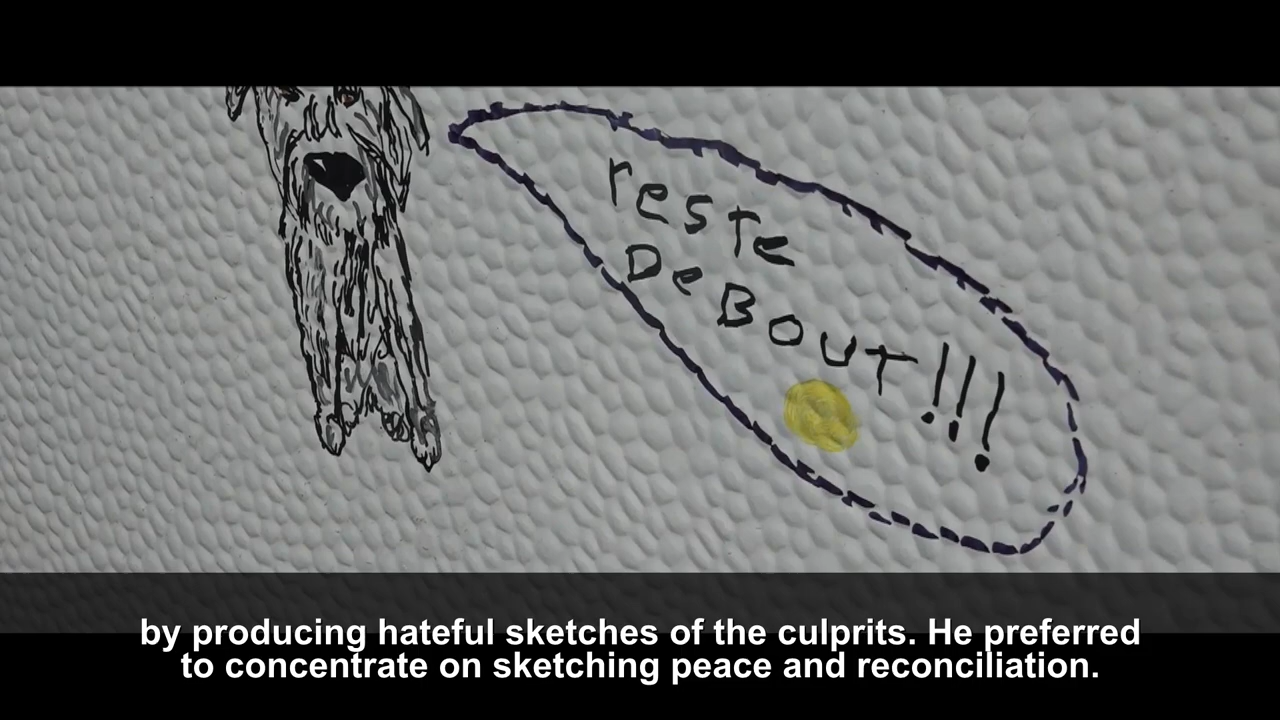 reste
DeBOUT!!!
by producing hateful sketches of the culprits. He preferred
to concentrate on sketching peace and reconciliation.